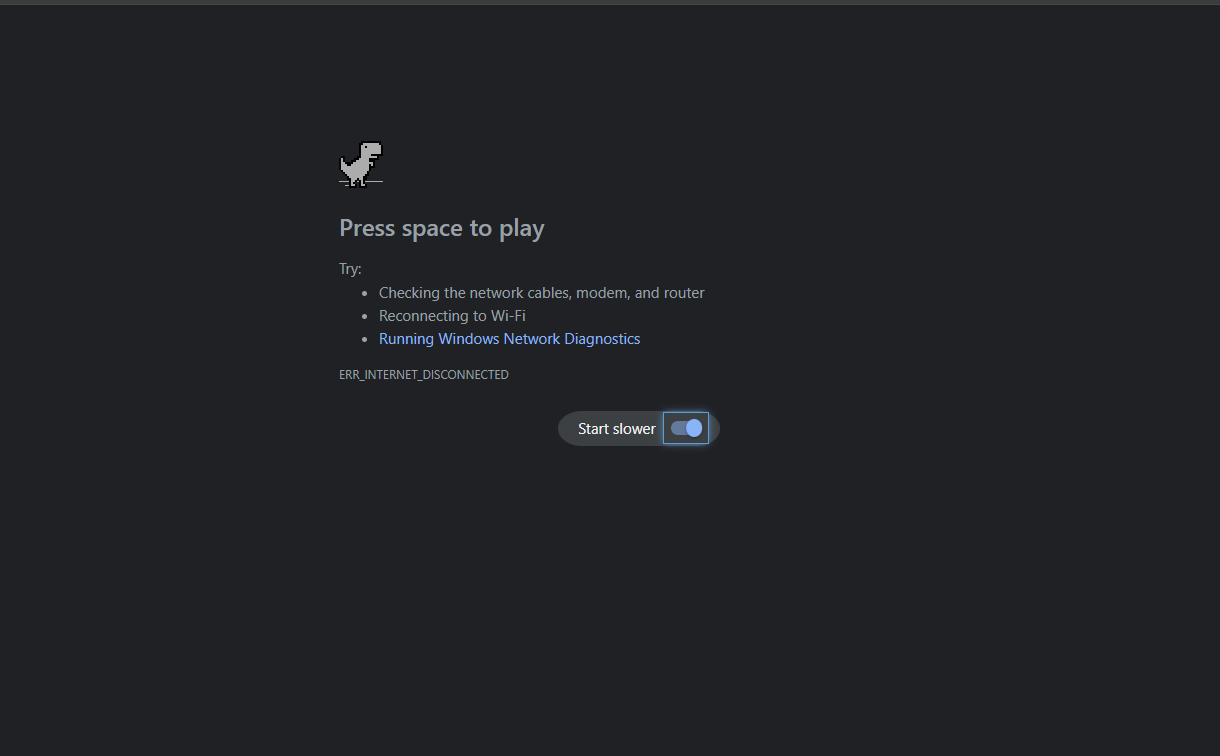 Press space to play
Try:
Checking the network cables, modem, and router
Reconnecting to Wi-Fi
Running Windows Network Diagnostics
ERR_INTERNET_DISCONNECTED
Start slower